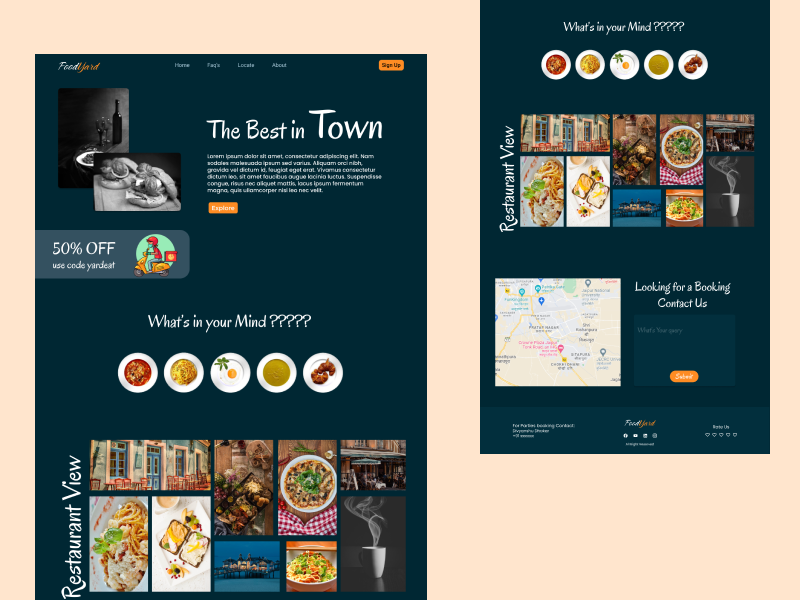 FoodYard
Home
Faq's
Locate
About
Sign Up
The Best in Town
Lorem ipsum dolor sit amet, consectetur adipiscing elit. Nam
sodales malesuada ipsum sed varius. Aliquam orci nibh,
gravida vel dictum id, feugiat eget erat. Vivamus consectetur
dictum leo, sit amet faucibus augue lacinia luctus. Suspendisse
congue, risus nec aliquet mattis, lacus ipsum fermentum
magna, quis ullamcorper nisl leo nec velit.
Explore
50% OFF
use code yardeat
What's in your Mind ?????
Restaurant View
What's in your Mind ?????
Restaurant View
Looking for a Booking
Contact Us
What's Your query
Submit
For Parties booking Contact:
Divyanshu Dhakar
FoodYard
All Right Reserved
Rate Us